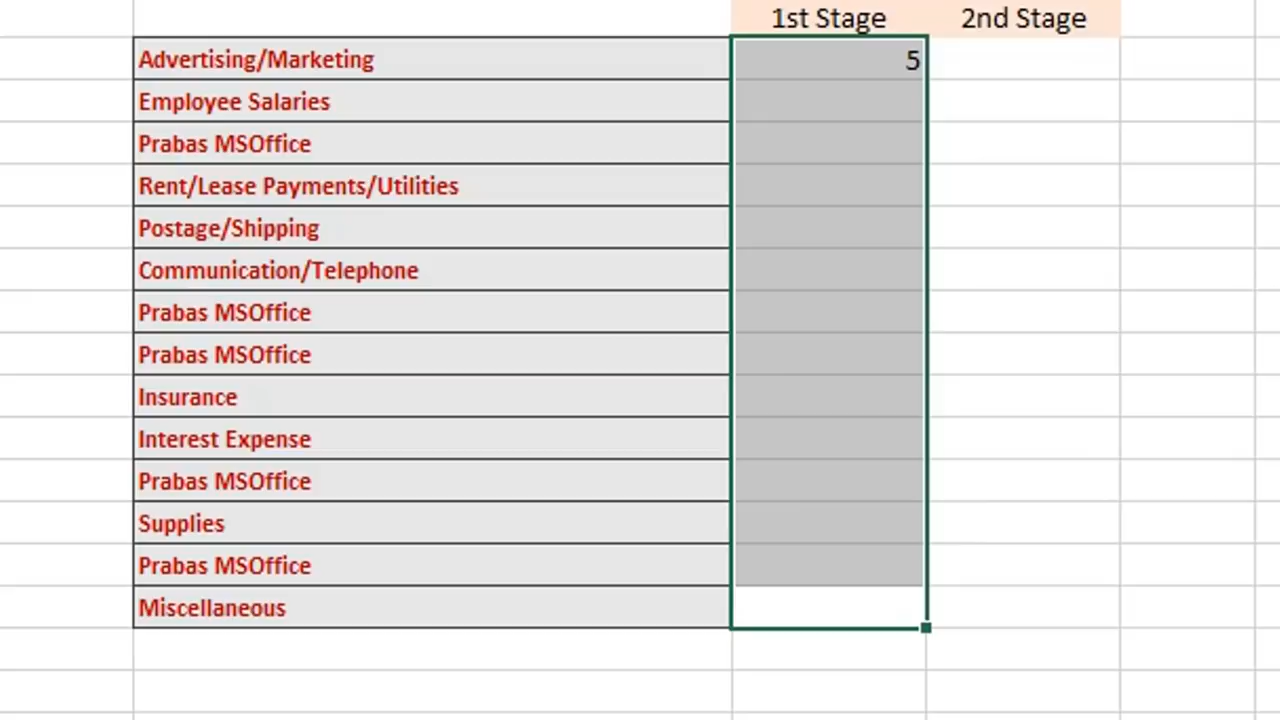 1st Stage 2nd Stage
Advertising/Marketing 5
Employee Salaries
Prabas MSOffice
Rent/Lease Payments/Utilities
Postage/Shipping
Communication/Telephone
Prabas MSOffice
Prabas MSOffice
Insurance
Interest Expense
Prabas MSOffice
Supplies
Prabas MSOffice
Miscellaneous